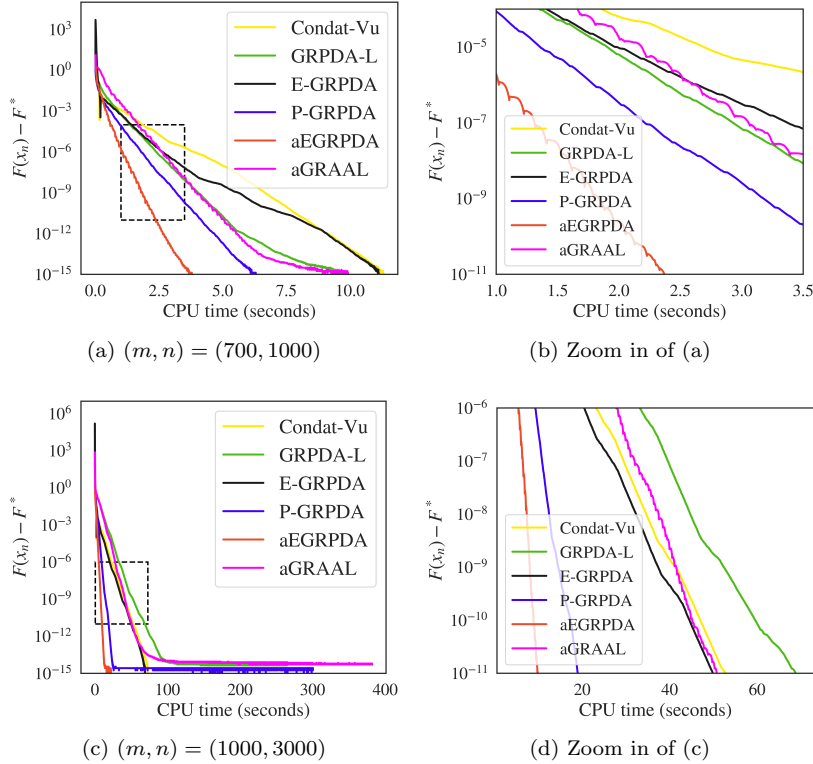 10^3
10^0
10^{-3}
10^{-6}
10^{-9}
10^{-12}
10^{-15}
F(x_n) − F^*
Condat-Vu
GRPDA-L
E-GRPDA
P-GRPDA
aEGRPDA
aGRAAL
0.0 2.5 5.0 7.5 10.0
CPU time (seconds)
(a) (m, n) = (700, 1000)
10^{-5}
10^{-7}
10^{-9}
10^{-11}
F(x_n) − F^*
Condat-Vu
GRPDA-L
E-GRPDA
P-GRPDA
aEGRPDA
aGRAAL
1.0 1.5 2.0 2.5 3.0 3.5
CPU time (seconds)
(b) Zoom in of (a)
10^6
10^3
10^0
10^{-3}
10^{-6}
10^{-9}
10^{-12}
10^{-15}
F(x_n) − F^*
Condat-Vu
GRPDA-L
E-GRPDA
P-GRPDA
aEGRPDA
aGRAAL
0 100 200 300 400
CPU time (seconds)
(c) (m, n) = (1000, 3000)
10^{-6}
10^{-7}
10^{-8}
10^{-9}
10^{-10}
10^{-11}
F(x_n) − F^*
Condat-Vu
GRPDA-L
E-GRPDA
P-GRPDA
aEGRPDA
aGRAAL
20 40 60
CPU time (seconds)
(d) Zoom in of (c)